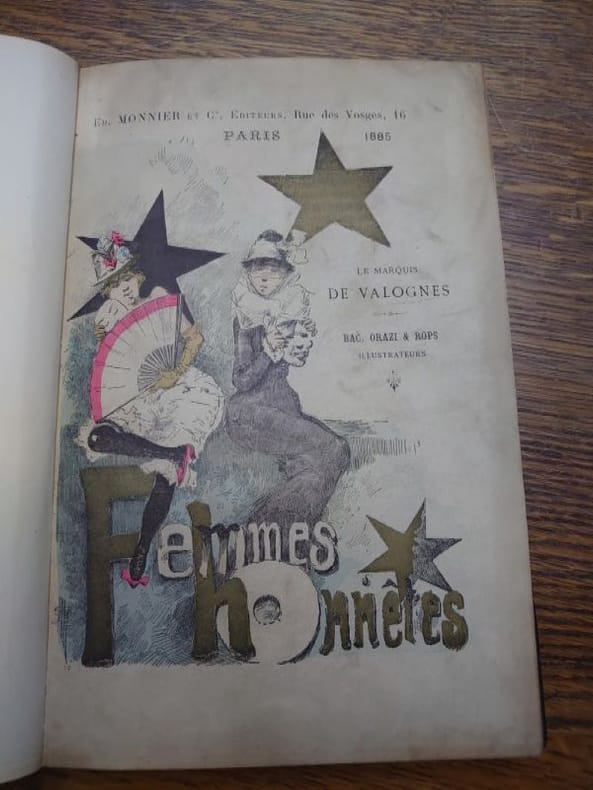 ED. MONNIER ET Cie, EDITEURS, Rue des Vosges, 16
PARIS 1885
LE MARQUIS
DE VALOGNES
BAČ, ORAZI & ROPS
ILLUSTRATEURS
Femmes
honnêtes